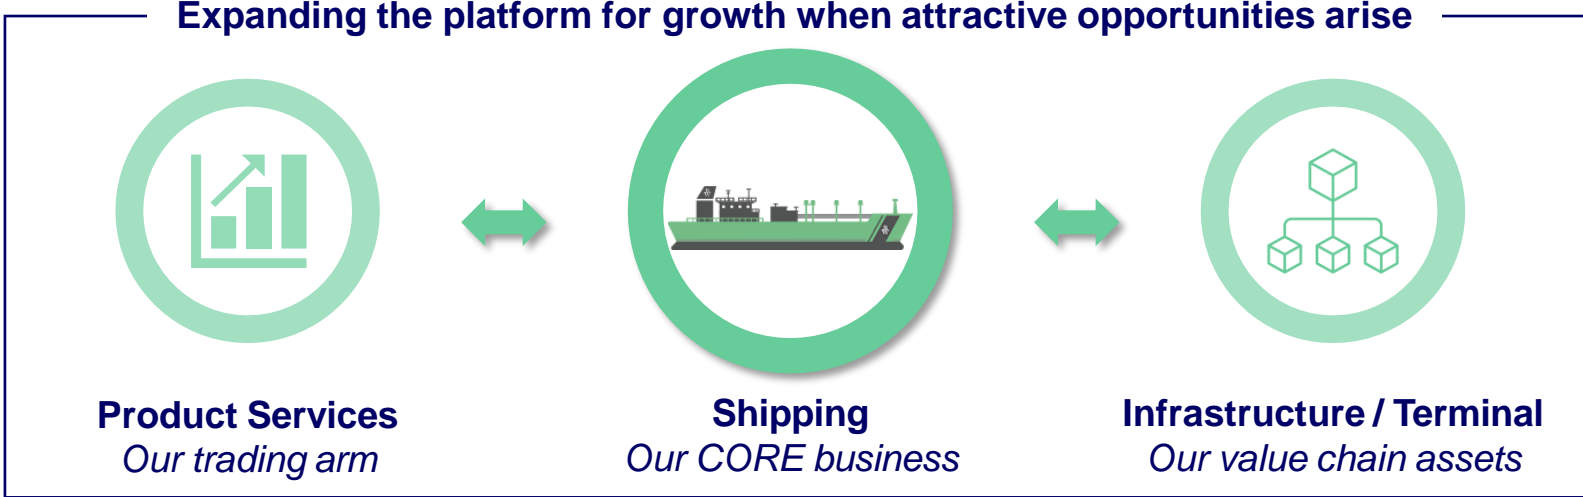 Expanding the platform for growth when attractive opportunities arise
Product Services
Our trading arm
Shipping
Our CORE business
Infrastructure / Terminal
Our value chain assets